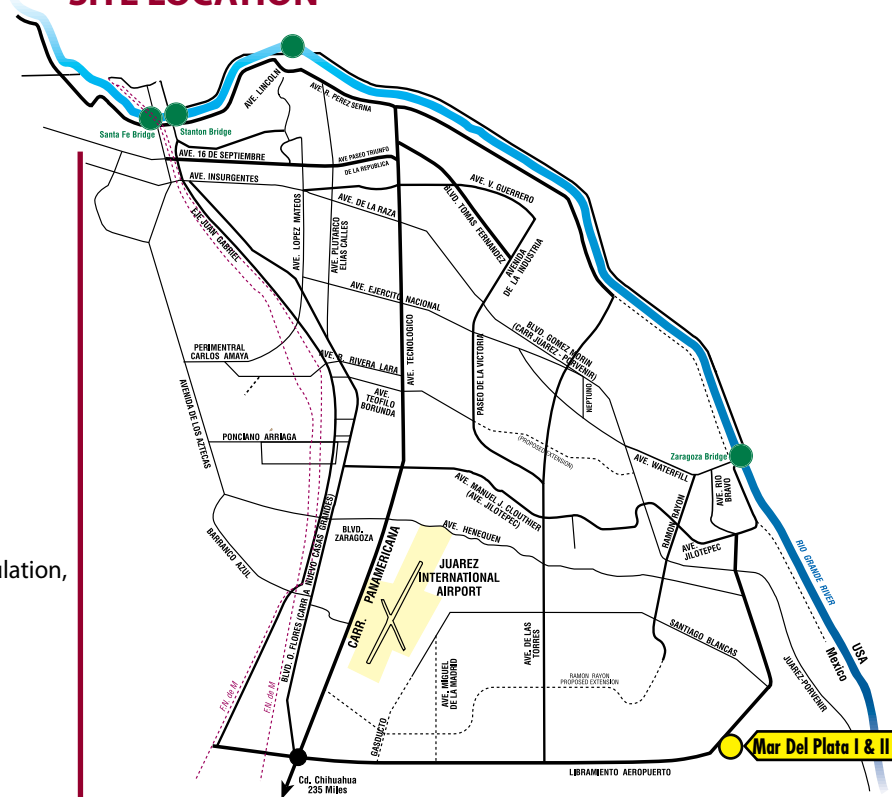 SITE LOCATION
AVE. LINCOLN
AVE. R. PEREZ SERNA
Santa Fe Bridge
Stanton Bridge
AVE. 16 DE SEPTIEMBRE
AVE PASEO TRIUNFO
DE LA REPUBLICA
AVE. INSURGENTES
AVE. V. GUERRERO
AVE. DE LA RAZA
BLVD. TOMAS FERNANDEZ
EJE JUAN GABRIEL
AVE. LOPEZ MATEOS
AVE. PLUTARCO
ELIAS CALLES
AVENIDA
DE LA INDUSTRIA
AVE. EJERCITO NACIONAL
BLVD. GOMEZ MORIN
(CARR JUAREZ - PORVENIR)
PERIMENTRAL
CARLOS AMAYA
AVE. R. RIVERA LARA
AVE. TECNOLOGICO
PASEO DE LA VICTORIA
NEPTUNO
AVENIDA DE LOS AZTECAS
AVE.
TEOFILO
BORUNDA
PONCIANO ARRIAGA
(PROPOSED EXTENSION)
Zaragoza Bridge
AVE. WATERFILL
AVE. RIO
BRAVO
AVE. MANUEL J. CLOUTHIER
(AVE. JILOTEPEC)
RAMON RAYON
BLVD.
ZARAGOZA
AVE. HENEQUEN
AVE.
JILOTEPEC
BARRANCO AZUL
BLVD. O. FLORES (CARR A NUEVO CASAS GRANDES)
CARR. PANAMERICANA
JUAREZ
INTERNATIONAL
AIRPORT
RIO GRANDE RIVER
ulation,
USA
Mexico
SANTIAGO BLANCAS
AVE. DE LAS
TORRES
JUAREZ-PORVENIR
F.N. de M
F.N. de M
AVE. MIGUEL
DE LA MADRID
RAMON RAYON
PROPOSED EXTENSION
GASDUCTO
Mar Del Plata I & II
LIBRAMIENTO AEROPUERTO
Cd. Chihuahua
235 Miles